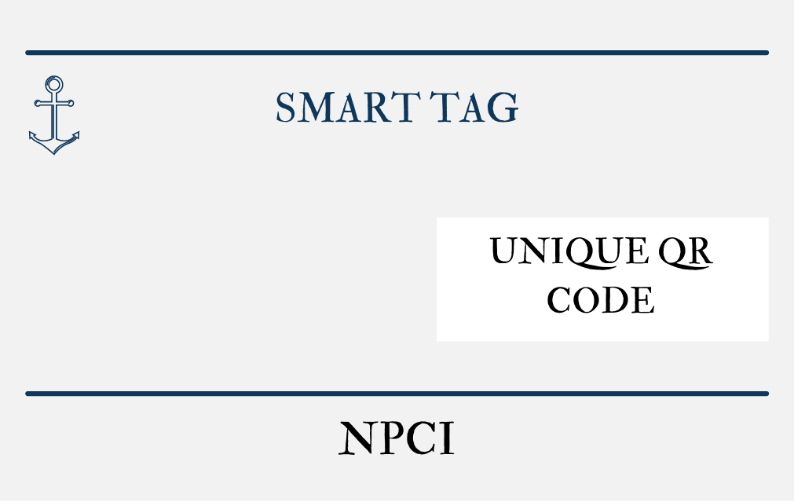 SMART TAG
UNIQUE QR
CODE
NPCI